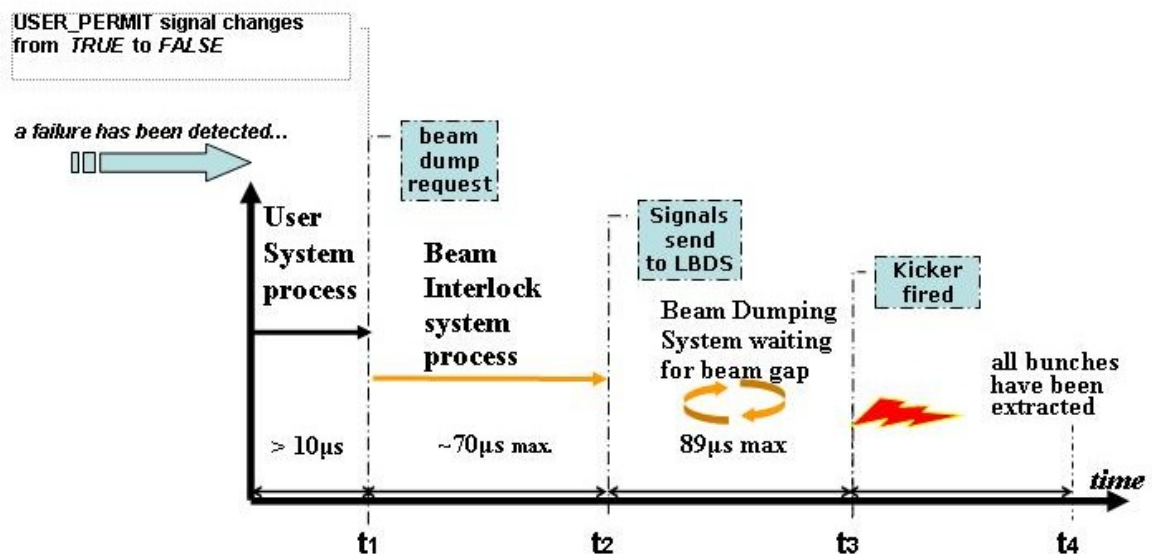 USER_PERMIT signal changes
from TRUE to FALSE
a failure has been detected...
beam
dump
request
User
System
process
Signals
send
to LBDS
Beam
Interlock
system
process
Kicker
fired
Beam Dumping
System waiting
for beam gap
all bunches
have been
extracted
> 10µs
~70µs max.
89µs max
time
t1
t2
t3
t4